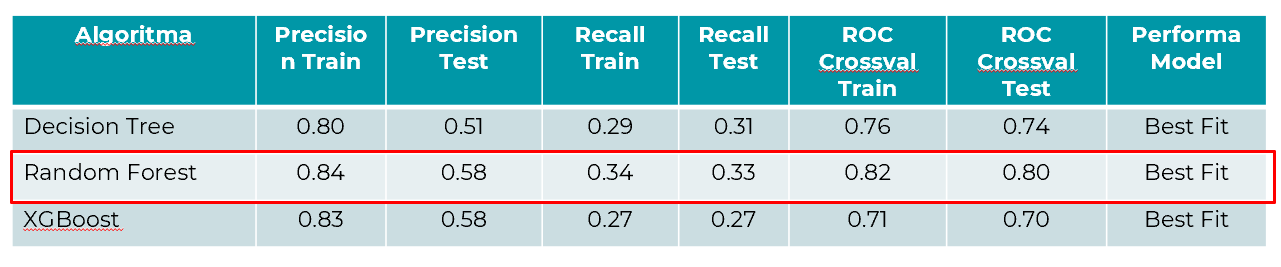 Algoritma Precisio Precision Recall Recall ROC ROC Performa
n Train Test Train Test Crossval Crossval Model
Train Test
Decision Tree 0.80 0.51 0.29 0.31 0.76 0.74 Best Fit
Random Forest 0.84 0.58 0.34 0.33 0.82 0.80 Best Fit
XGBoost 0.83 0.58 0.27 0.27 0.71 0.70 Best Fit